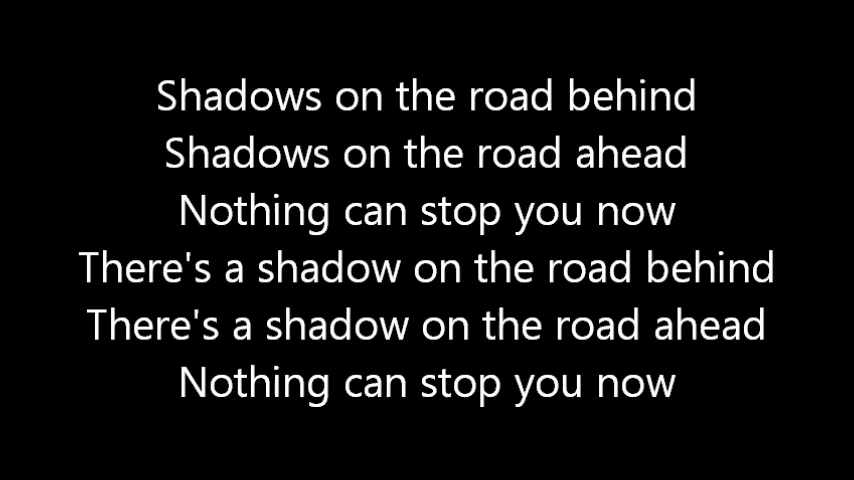 Shadows on the road behind
Shadows on the road ahead
Nothing can stop you now
There's a shadow on the road behind
There's a shadow on the road ahead
Nothing can stop you now